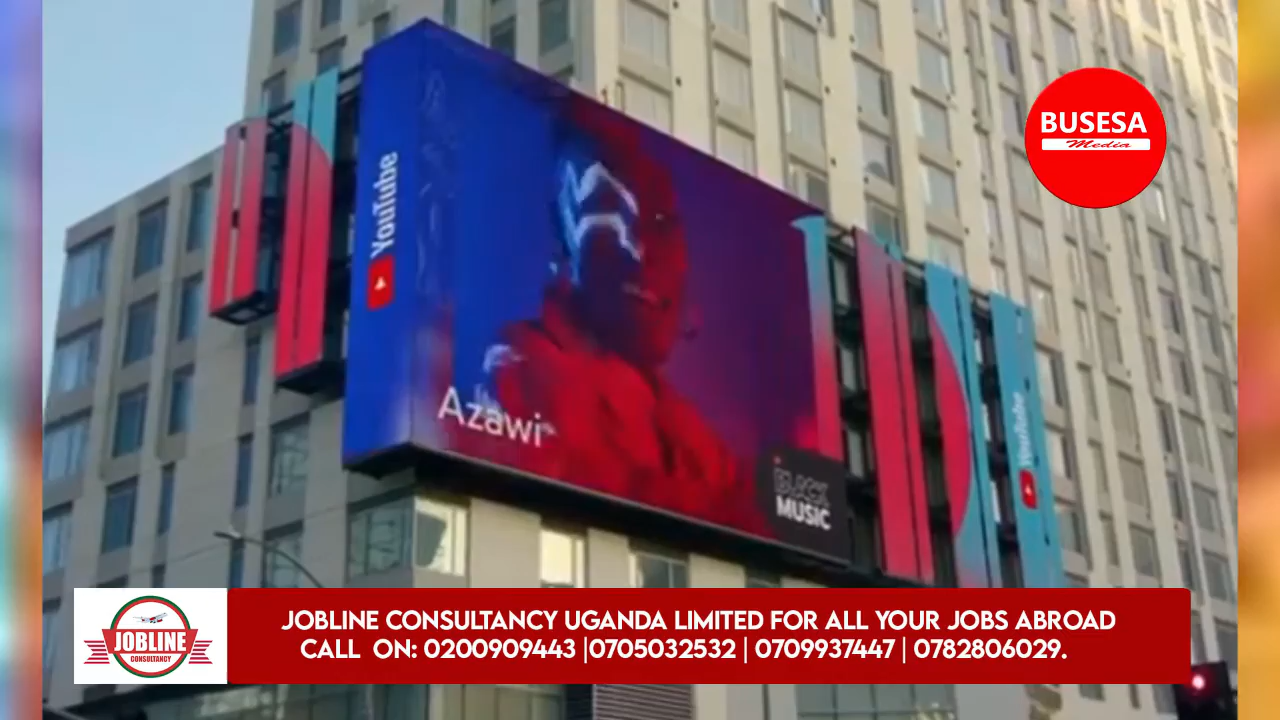 BUSESA
Media
YouTube
Azawi
BLACK
MUSIC
YouTube
JOBLINE
CONSULTANCY
JOBLINE CONSULTANCY UGANDA LIMITED FOR ALL YOUR JOBS ABROAD
CALL ON: 0200909443 |0705032532 | 0709937447 | 0782806029.